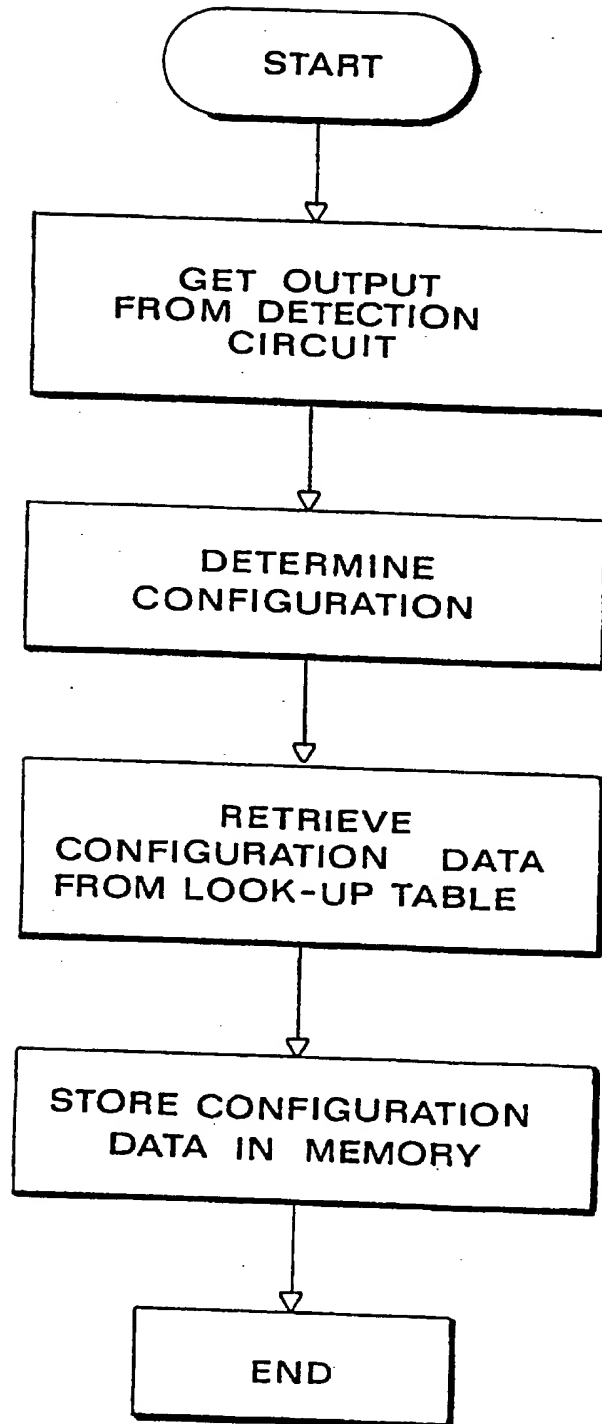 START
GET OUTPUT
FROM DETECTION
CIRCUIT
DETERMINE
CONFIGURATION
RETRIEVE
CONFIGURATION DATA
FROM LOOK-UP TABLE
STORE CONFIGURATION
DATA IN MEMORY
END